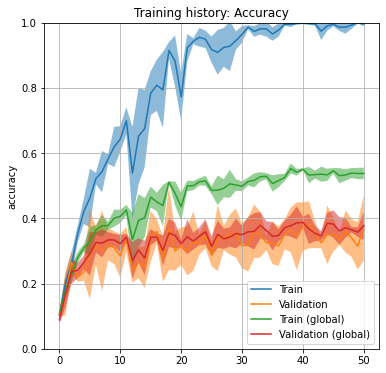 Training history: Accuracy
accuracy
1.0
0.8
0.6
0.4
0.2
0.0
0 10 20 30 40 50
Train
Validation
Train (global)
Validation (global)